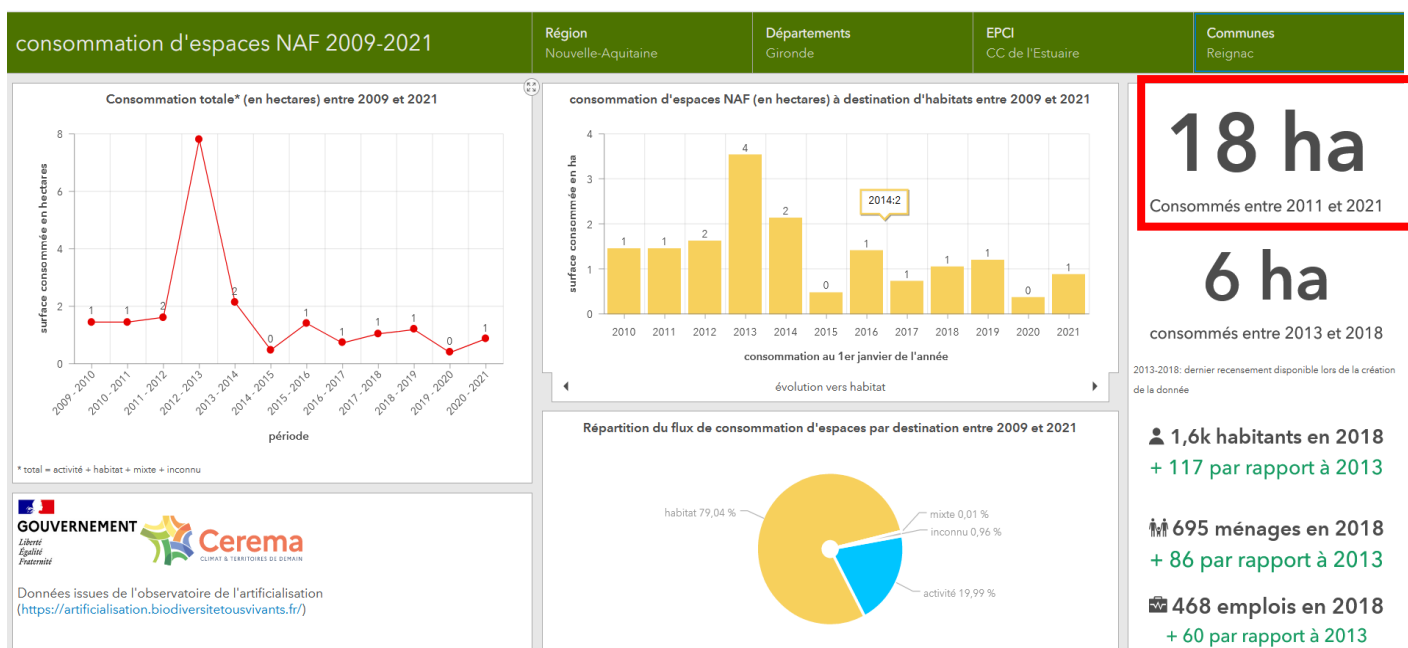 consommation d'espaces NAF 2009-2021
Région
Nouvelle-Aquitaine
Départements
Gironde
EPCI
CC de l'Estuaire
Communes
Reignac
Consommation totale* (en hectares) entre 2009 et 2021
surface consommée en hectares
8
6
4
2
0
1
1
2
2
0
1
1
1
1
0
1
2009 - 2010
2010 - 2011
2011 - 2012
2012 - 2013
2013 - 2014
2014 - 2015
2015 - 2016
2016 - 2017
2017 - 2018
2018 - 2019
2019 - 2020
2020 - 2021
période
* total = activité + habitat + mixte + inconnu
GOUVERNEMENT
Liberté
Égalité
Fraternité
Cerema
CLIMAT & TERRITOIRES DE DEMAIN
Données issues de l'observatoire de l'artificialisation
(https://artificialisation.biodiversitetousvivants.fr/)
consommation d'espaces NAF (en hectares) à destination d'habitats entre 2009 et 2021
surface consommée en ha
4
3
2
1
0
1
1
2
4
2
0
1
1
1
1
0
1
2014:2
2010
2011
2012
2013
2014
2015
2016
2017
2018
2019
2020
2021
consommation au 1er janvier de l'année
évolution vers habitat
Répartition du flux de consommation d'espaces par destination entre 2009 et 2021
habitat 79,04 %
mixte 0,01 %
inconnu 0,96 %
activité 19,99 %
18 ha
Consommés entre 2011 et 2021
6 ha
consommés entre 2013 et 2018
2013-2018: dernier recensement disponible lors de la création
de la donnée
1,6k habitants en 2018
+ 117 par rapport à 2013
695 ménages en 2018
+ 86 par rapport à 2013
468 emplois en 2018
+ 60 par rapport à 2013